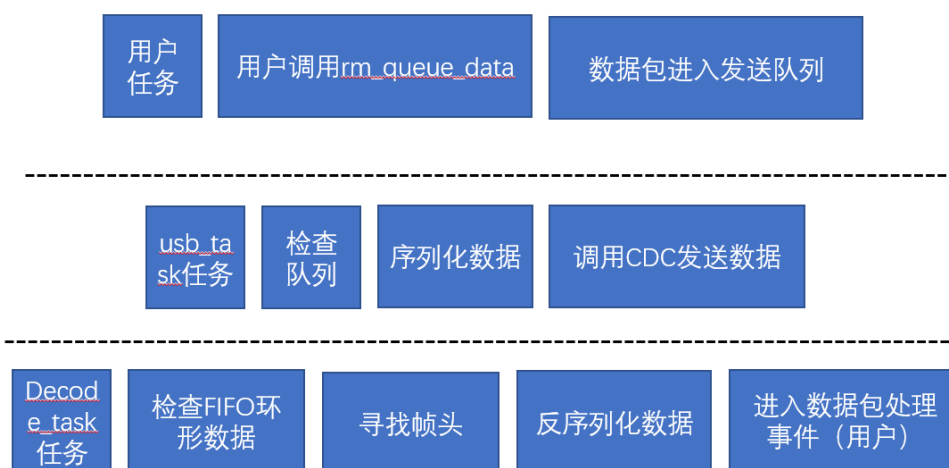 用户
任务
用户调用rm_queue_data
数据包进入发送队列
usb_ta
sk任务
检查
队列
序列化数据
调用CDC发送数据
Decod
e_task
任务
检查FIFO环
形数据
寻找帧头
反序列化数据
进入数据包处理
事件（用户）